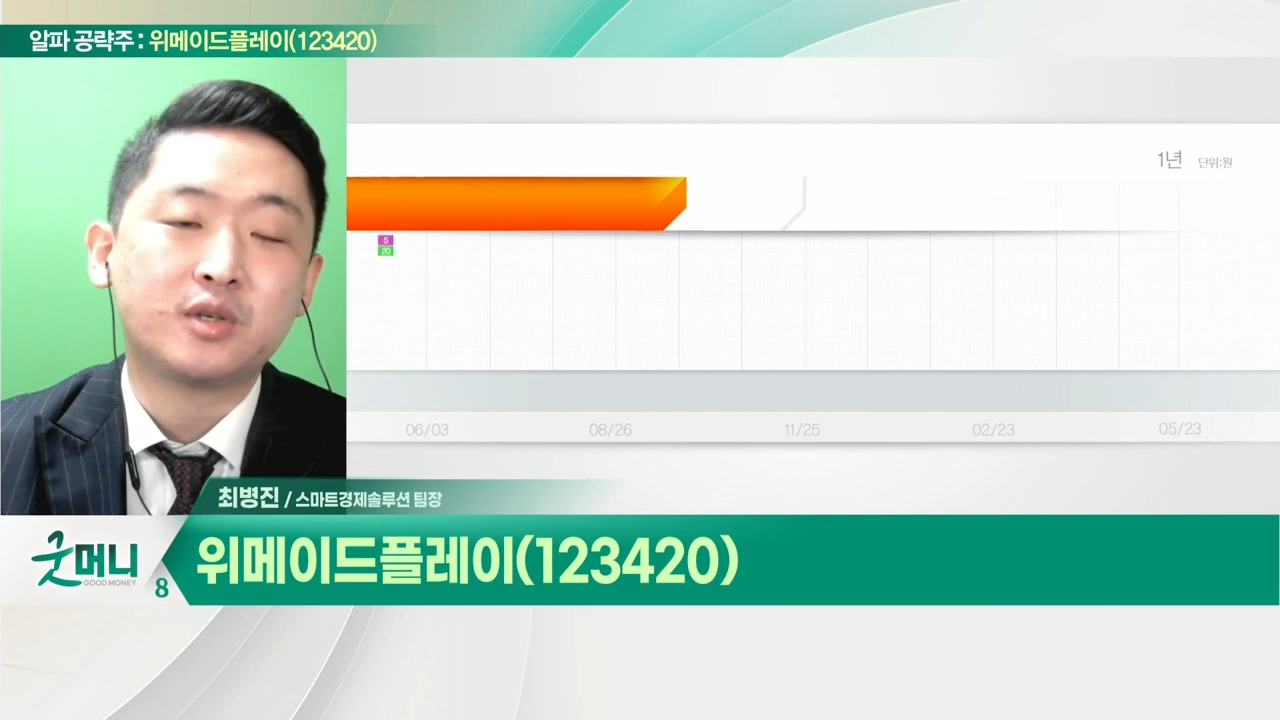 알파 공략주 : 위메이드플레이(123420)
1년 단위:원
5
20
06/03 08/26 11/25 02/23 05/23
최병진 / 스마트경제솔루션 팀장
굿머니
GOOD MONEY
8
위메이드플레이(123420)